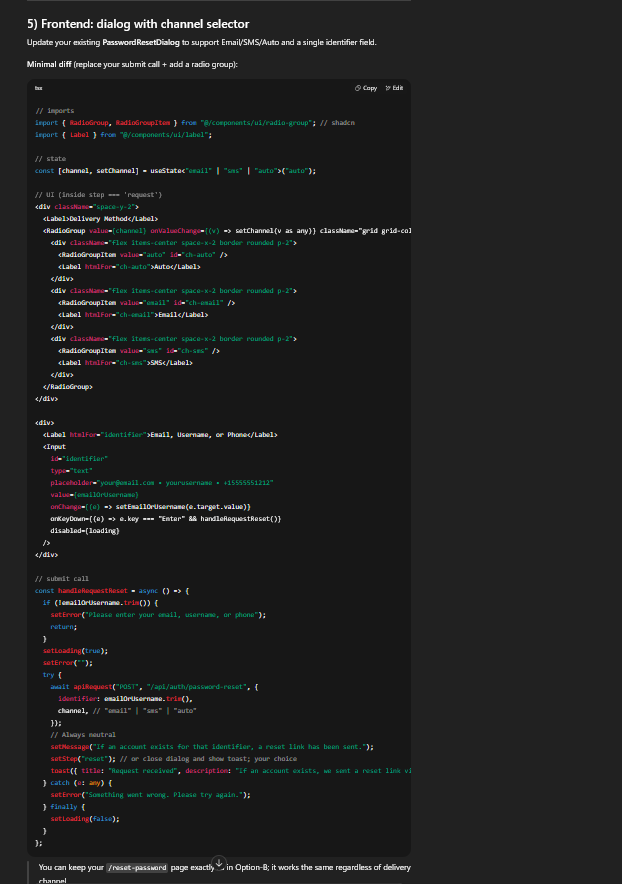 5) Frontend: dialog with channel selector
Update your existing PasswordResetDialog to support Email/SMS/Auto and a single identifier field.
Minimal diff (replace your submit call + add a radio group):
tsx
Copy
Edit
// imports
import { RadioGroup, RadioGroupItem } from "@/components/ui/radio-group"; // shadcn
import { Label } from "@/components/ui/label";
// state
const [channel, setChannel] = useState<"email" | "sms" | "auto">("auto");
// UI (inside step === 'request')
<div className="space-y-2">
<Label>Delivery Method</Label>
<RadioGroup value={channel} onValueChange={(v) => setChannel(v as any)} className="grid grid-col
<div className="flex items-center space-x-2 border rounded p-2">
<RadioGroupItem value="auto" id="ch-auto" />
<Label htmlFor="ch-auto">Auto</Label>
</div>
<div className="flex items-center space-x-2 border rounded p-2">
<RadioGroupItem value="email" id="ch-email" />
<Label htmlFor="ch-email">Email</Label>
</div>
<div className="flex items-center space-x-2 border rounded p-2">
<RadioGroupItem value="sms" id="ch-sms" />
<Label htmlFor="ch-sms">SMS</Label>
</div>
</RadioGroup>
</div>
<div>
<Label htmlFor="identifier">Email, Username, or Phone</Label>
<Input
id="identifier"
type="text"
placeholder="your@email.com • yourusername • +15555551212"
value={emailOrUsername}
onChange={(e) => setEmailOrUsername(e.target.value)}
onKeyDown={(e) => e.key === "Enter" && handleRequestReset()}
disabled={loading}
/>
</div>
// submit call
const handleRequestReset = async () => {
if (!emailOrUsername.trim()) {
setError("Please enter your email, username, or phone");
return;
}
setLoading(true);
setError("");
try {
await apiRequest("POST", "/api/auth/password-reset", {
identifier: emailOrUsername.trim(),
channel, // "email" | "sms" | "auto"
});
// Always neutral
setMessage("If an account exists for that identifier, a reset link has been sent.");
setStep("reset"); // or close dialog and show toast; your choice
toast({ title: "Request received", description: "If an account exists, we sent a reset link vi
} catch (e: any) {
setError("Something went wrong. Please try again.");
} finally {
setLoading(false);
}
};
You can keep your /reset-password page exactly in Option-B; it works the same regardless of delivery
channel.